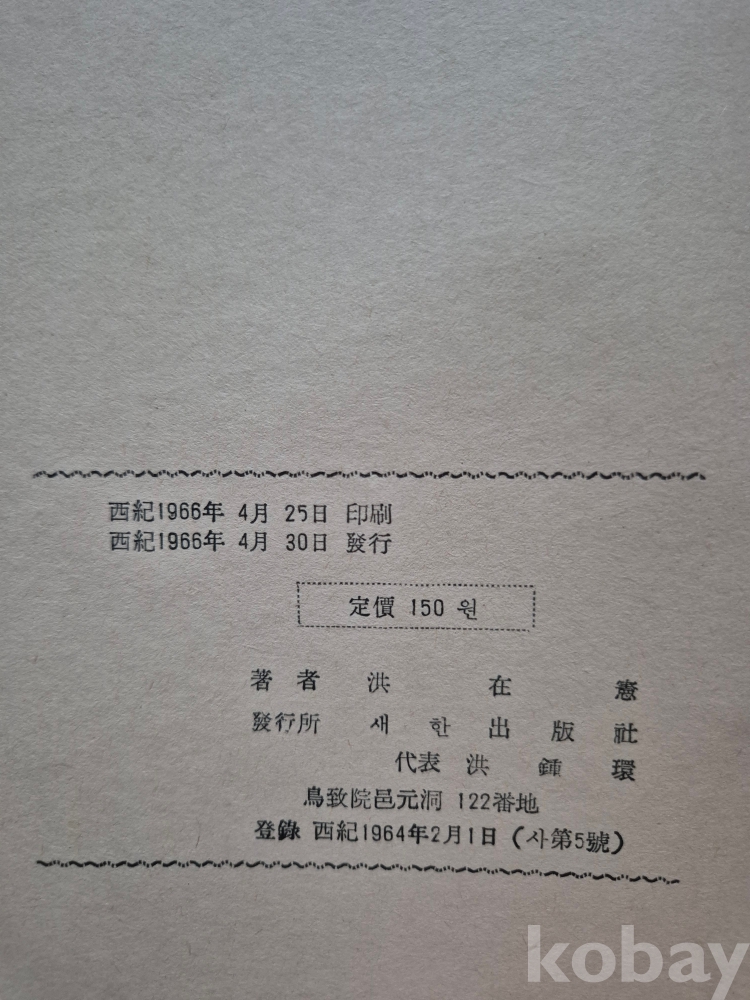 西紀1966年 4月 25日 印刷
西紀1966年 4月 30日 發行
定價 150 원
著者 洪在憲
發行所 새한出版社
代表 洪鍾環
鳥致院邑元洞 122番地
登錄 西紀1964年2月1日 (사第5號)
kobay